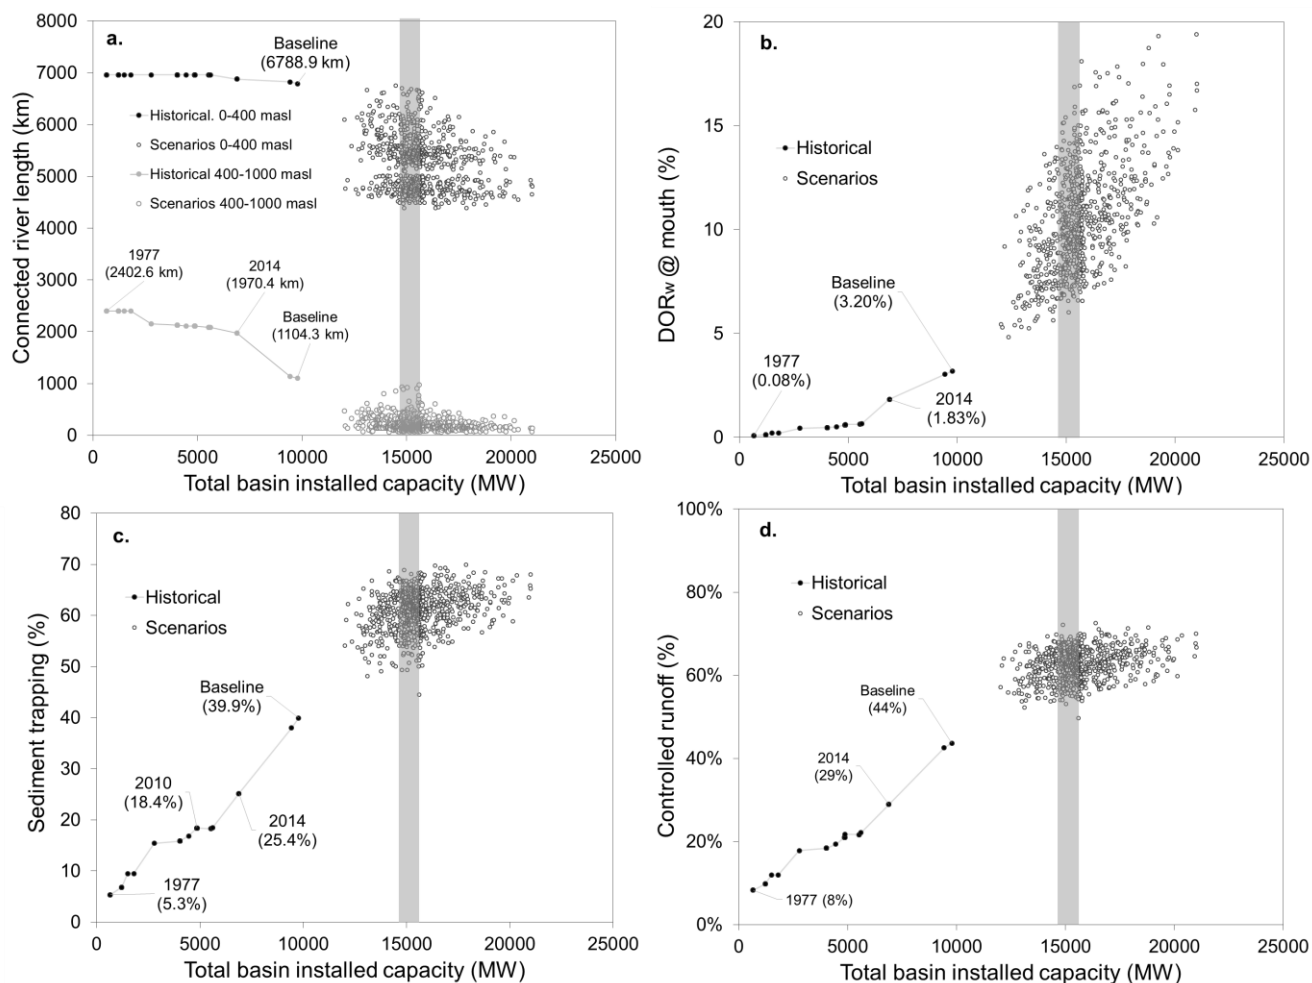 a.
8000
7000
6000
5000
4000
3000
2000
1000
0
Connected river length (km)
Baseline
(6788.9 km)
Historical. 0-400 masl
Scenarios 0-400 masl
Historical 400-1000 masl
Scenarios 400-1000 masl
1977
(2402.6 km)
2014
(1970.4 km)
Baseline
(1104.3 km)
0 5000 10000 15000 20000 25000
Total basin installed capacity (MW)
b.
20
15
10
5
0
DORw @ mouth (%)
Historical
Scenarios
Baseline
(3.20%)
1977
(0.08%)
2014
(1.83%)
0 5000 10000 15000 20000 25000
Total basin installed capacity (MW)
c.
80
70
60
50
40
30
20
10
0
Sediment trapping (%)
Historical
Scenarios
Baseline
(39.9%)
2010
(18.4%)
2014
(25.4%)
1977
(5.3%)
0 5000 10000 15000 20000 25000
Total basin installed capacity (MW)
d.
100%
80%
60%
40%
20%
0%
Controlled runoff (%)
Historical
Scenarios
Baseline
(44%)
2014
(29%)
1977 (8%)
0 5000 10000 15000 20000 25000
Total basin installed capacity (MW)